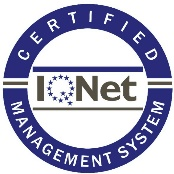 CERTIFIED
IQNet
MANAGEMENT SYSTEM